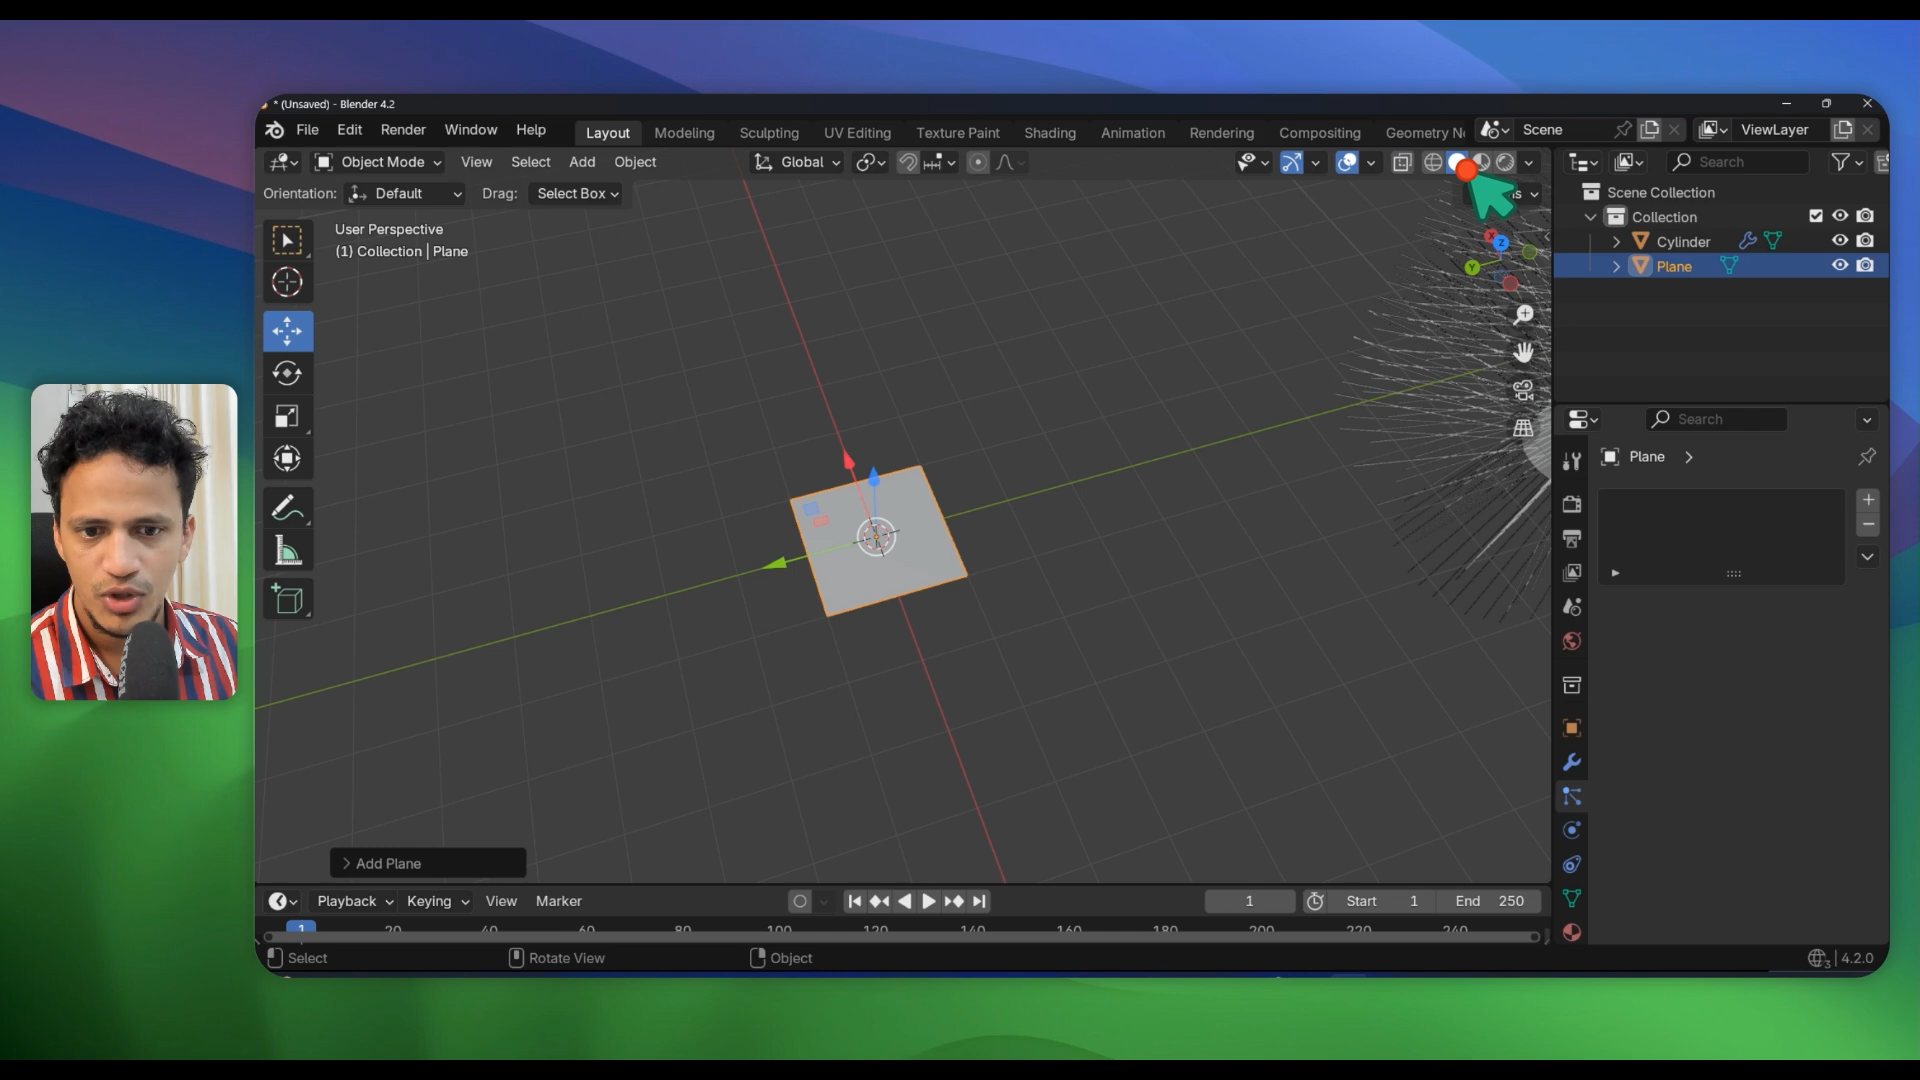 * (Unsaved) - Blender 4.2
File Edit Render Window Help
Layout Modeling Sculpting UV Editing Texture Paint Shading Animation Rendering Compositing Geometry N
Scene ViewLayer
Object Mode View Select Add Object Global
Search
Orientation: Default Drag: Select Box
User Perspective
(1) Collection | Plane
X
Z
Y
Scene Collection
Collection
Cylinder
Plane
Search
Plane
Add Plane
Playback Keying View Marker
1 Start 1 End 250
1 20 40 60 80 100 120 140 160 180 200 220 240
Select Rotate View Object
3 4.2.0